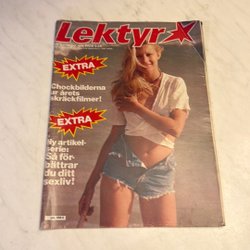 Lektyr
EXTRA
Chockbilderna
ur årets
skräckfilmer!
EXTRA
Ny artikel-
serie:
Så för-
bättrar
du ditt
sexliv!